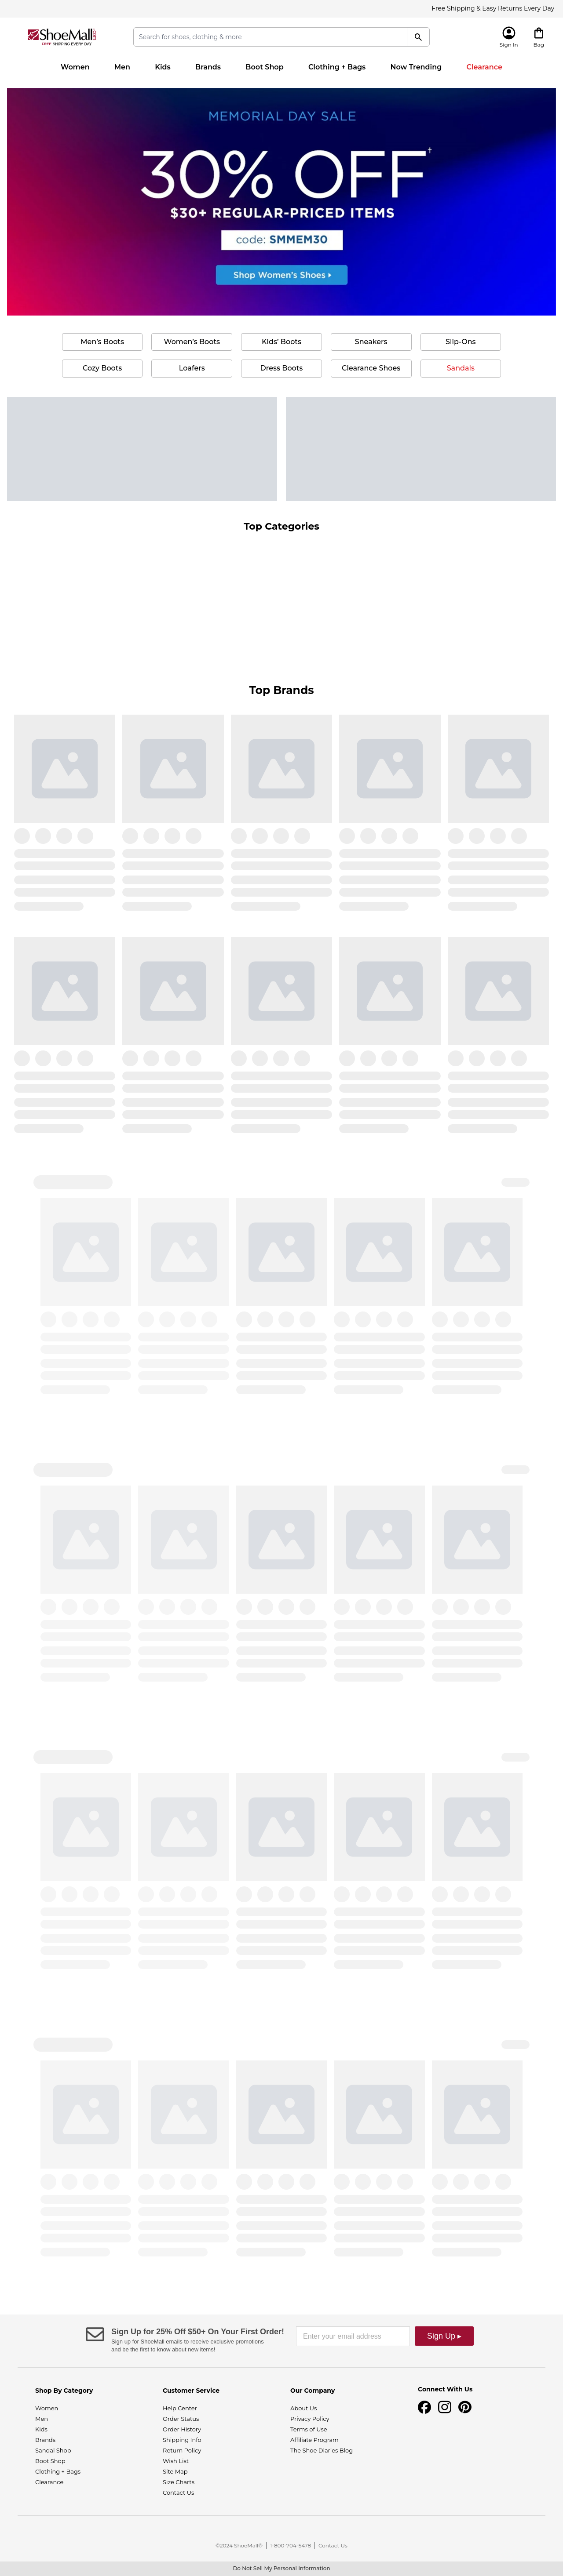 Free Shipping & Easy Returns Every Day
ShoeMall
FREE SHIPPING EVERY DAY
Search for shoes, clothing & more
Sign In
Bag
Women
Men
Kids
Brands
Boot Shop
Clothing + Bags
Now Trending
Clearance
MEMORIAL DAY SALE
30% OFF†
$30+ REGULAR-PRICED ITEMS
code: SMMEM30
Shop Women's Shoes ▸
Men's Boots
Women's Boots
Kids' Boots
Sneakers
Slip-Ons
Cozy Boots
Loafers
Dress Boots
Clearance Shoes
Sandals
Top Categories
Top Brands
Sign Up for 25% Off $50+ On Your First Order!
Sign up for ShoeMall emails to receive exclusive promotions
and be the first to know about new items!
Enter your email address
Sign Up ▸
Shop By Category
Women
Men
Kids
Brands
Sandal Shop
Boot Shop
Clothing + Bags
Clearance
Customer Service
Help Center
Order Status
Order History
Shipping Info
Return Policy
Wish List
Site Map
Size Charts
Contact Us
Our Company
About Us
Privacy Policy
Terms of Use
Affiliate Program
The Shoe Diaries Blog
Connect With Us
©2024 ShoeMall® | 1-800-704-5478 | Contact Us
Do Not Sell My Personal Information